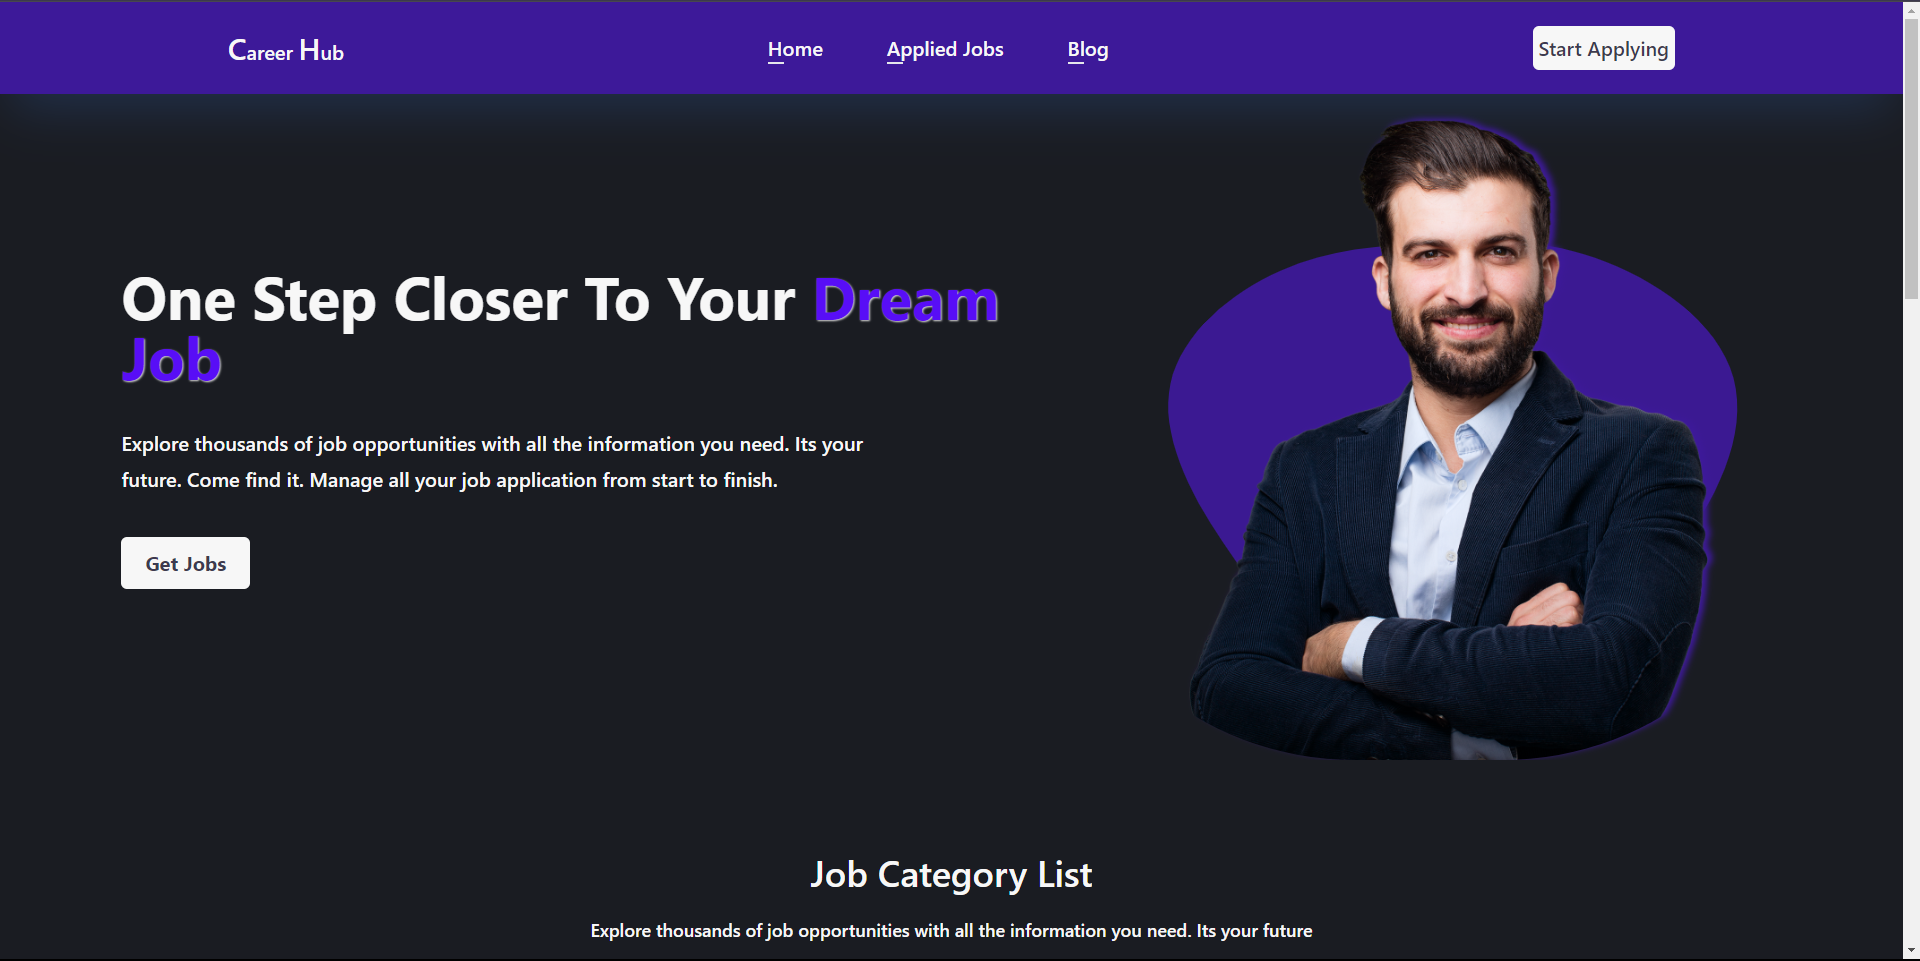 Career Hub
Home
Applied Jobs
Blog
Start Applying
One Step Closer To Your Dream
Job
Explore thousands of job opportunities with all the information you need. Its your
future. Come find it. Manage all your job application from start to finish.
Get Jobs
Job Category List
Explore thousands of job opportunities with all the information you need. Its your future